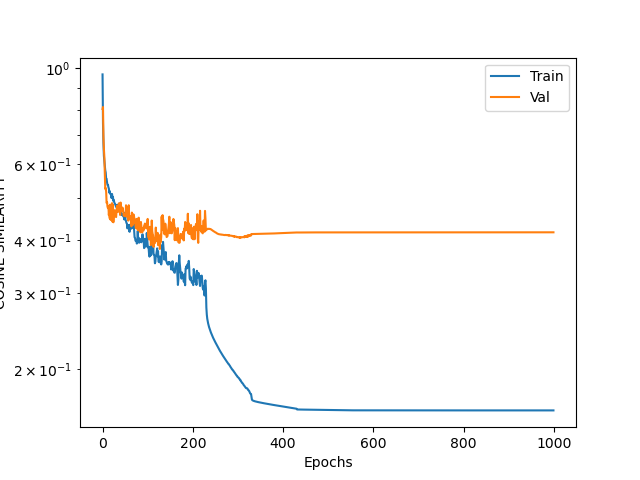 10⁰
6 × 10⁻¹
4 × 10⁻¹
3 × 10⁻¹
2 × 10⁻¹
COSINE SIMILARITY
0 200 400 600 800 1000
Epochs
Train
Val